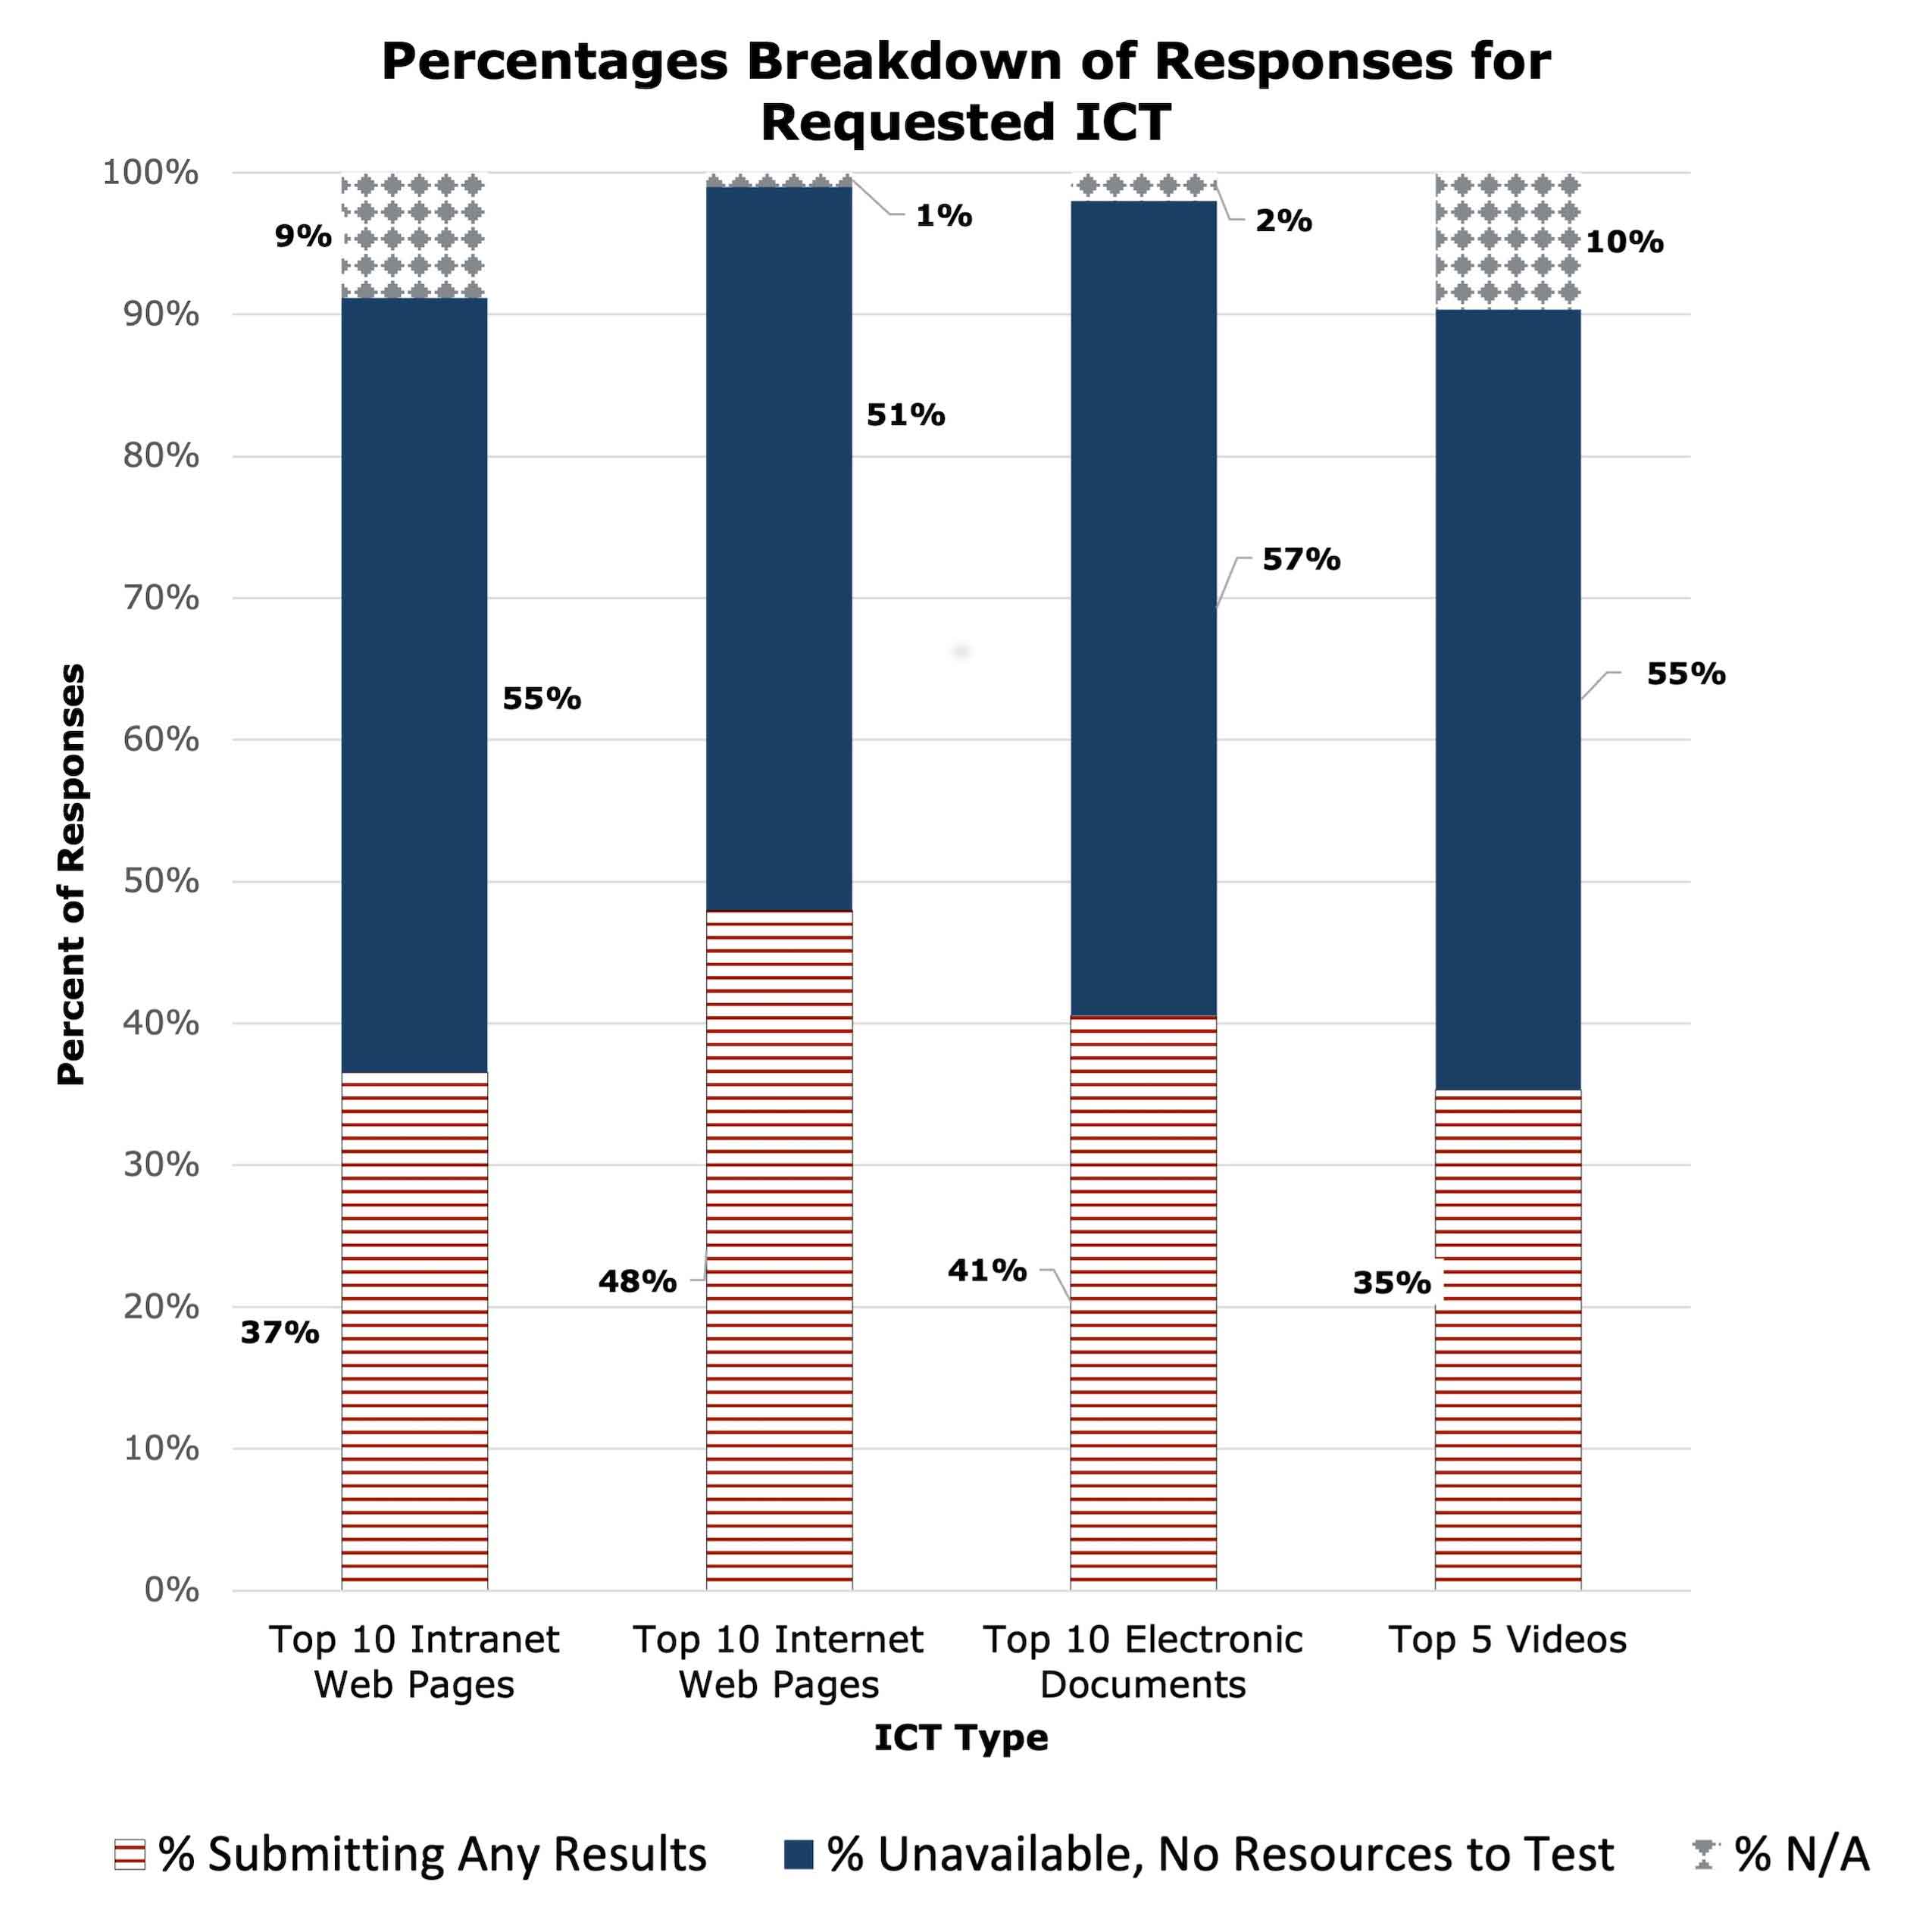 Percentages Breakdown of Responses for
Requested ICT
100%
90%
80%
70%
60%
50%
40%
30%
20%
10%
0%
Percent of Responses
9%
55%
37%
1%
51%
48%
2%
57%
41%
10%
55%
35%
Top 10 Intranet
Web Pages
Top 10 Internet
Web Pages
Top 10 Electronic
Documents
Top 5 Videos
ICT Type
% Submitting Any Results
% Unavailable, No Resources to Test
% N/A